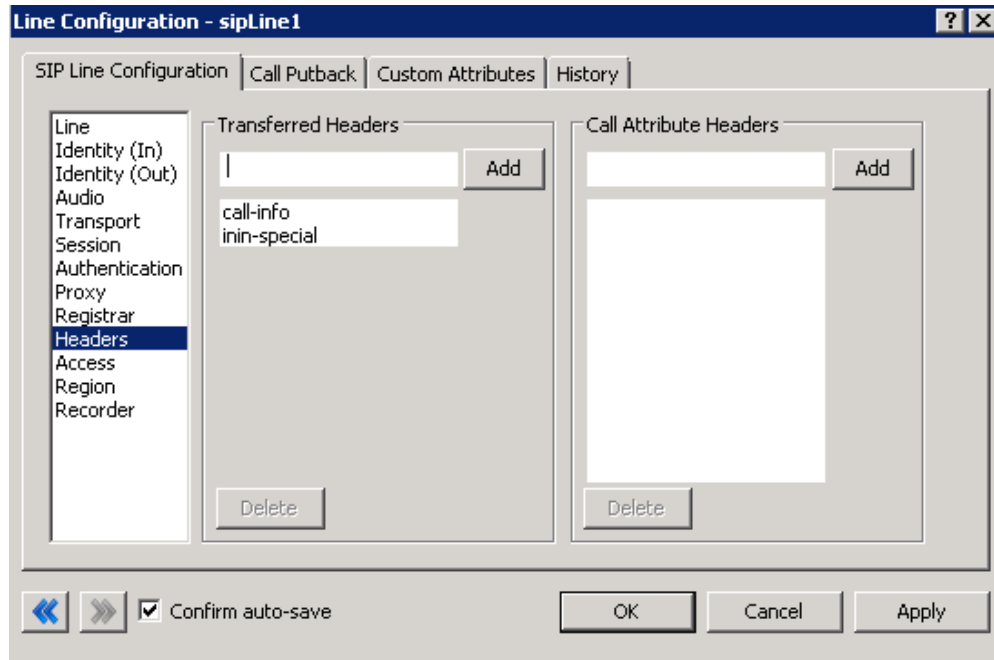 Line Configuration - sipLine1
SIP Line Configuration
Call Putback
Custom Attributes
History
Line
Identity (In)
Identity (Out)
Audio
Transport
Session
Authentication
Proxy
Registrar
Headers
Access
Region
Recorder
Transferred Headers
Add
call-info
inin-special
Delete
Call Attribute Headers
Add
Delete
Confirm auto-save
OK
Cancel
Apply